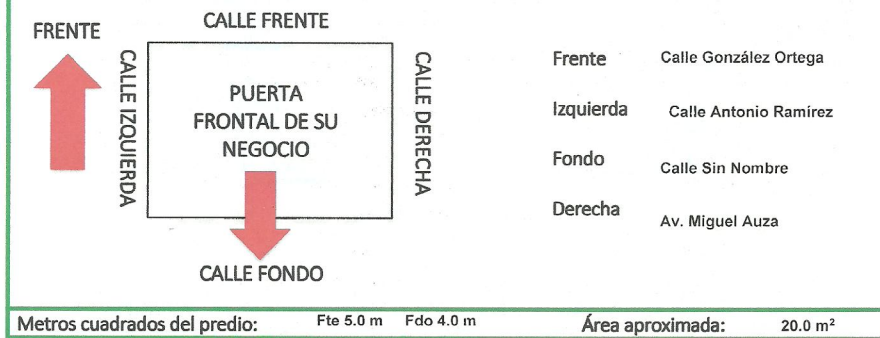 FRENTE
CALLE FRENTE
CALLE IZQUIERDA
PUERTA
FRONTAL DE SU
NEGOCIO
CALLE DERECHA
CALLE FONDO
Frente Calle González Ortega
Izquierda Calle Antonio Ramírez
Fondo Calle Sin Nombre
Derecha Av. Miguel Auza
Metros cuadrados del predio: Fte 5.0 m Fdo 4.0 m Área aproximada: 20.0 m²